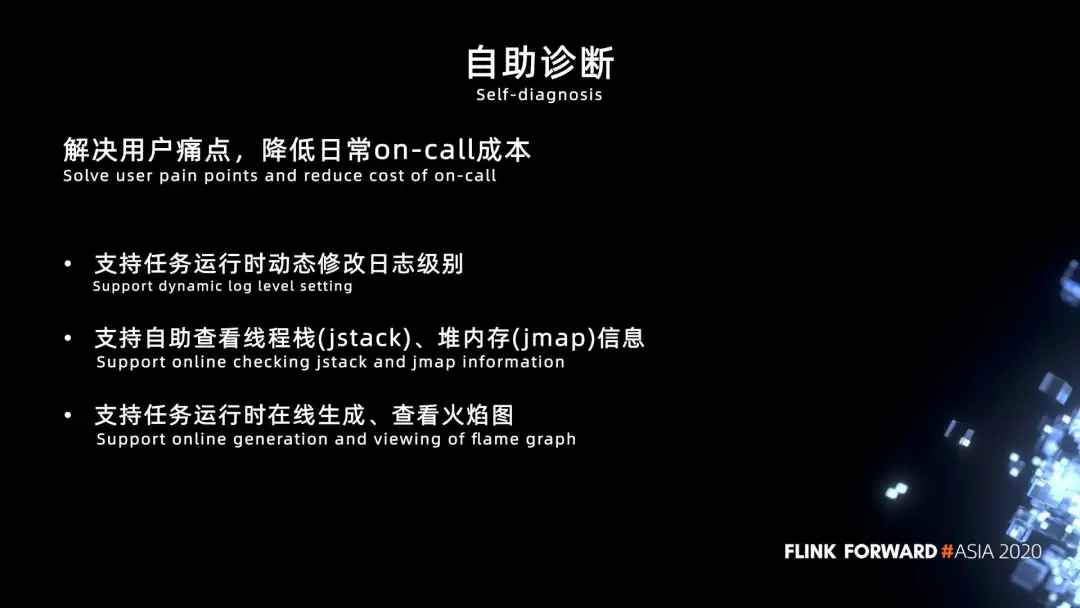 自助诊断
Self-diagnosis
解决用户痛点，降低日常on-call成本
Solve user pain points and reduce cost of on-call
• 支持任务运行时动态修改日志级别
Support dynamic log level setting
• 支持自助查看线程栈(jstack)、堆内存(jmap)信息
Support online checking jstack and jmap information
• 支持任务运行时在线生成、查看火焰图
Support online generation and viewing of flame graph
FLINK FORWARD #ASIA 2020